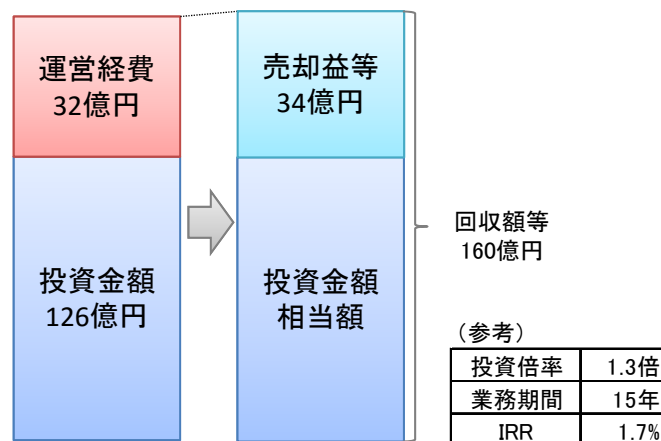 運営経費
32億円
売却益等
34億円
投資金額
126億円
投資金額
相当額
回収額等
160億円
（参考）
投資倍率 1.3倍
業務期間 15年
IRR 1.7%